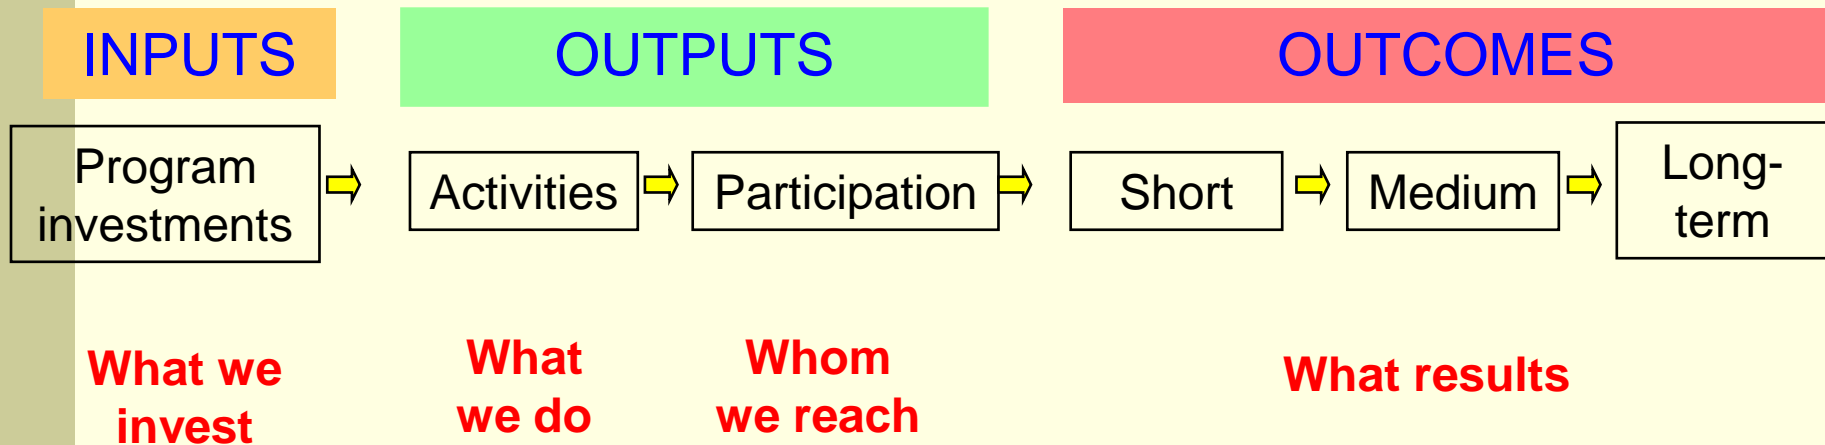 INPUTS
OUTPUTS
OUTCOMES
Program
investments
Activities
Participation
Short
Medium
Long-
term
What we
invest
What
we do
Whom
we reach
What results